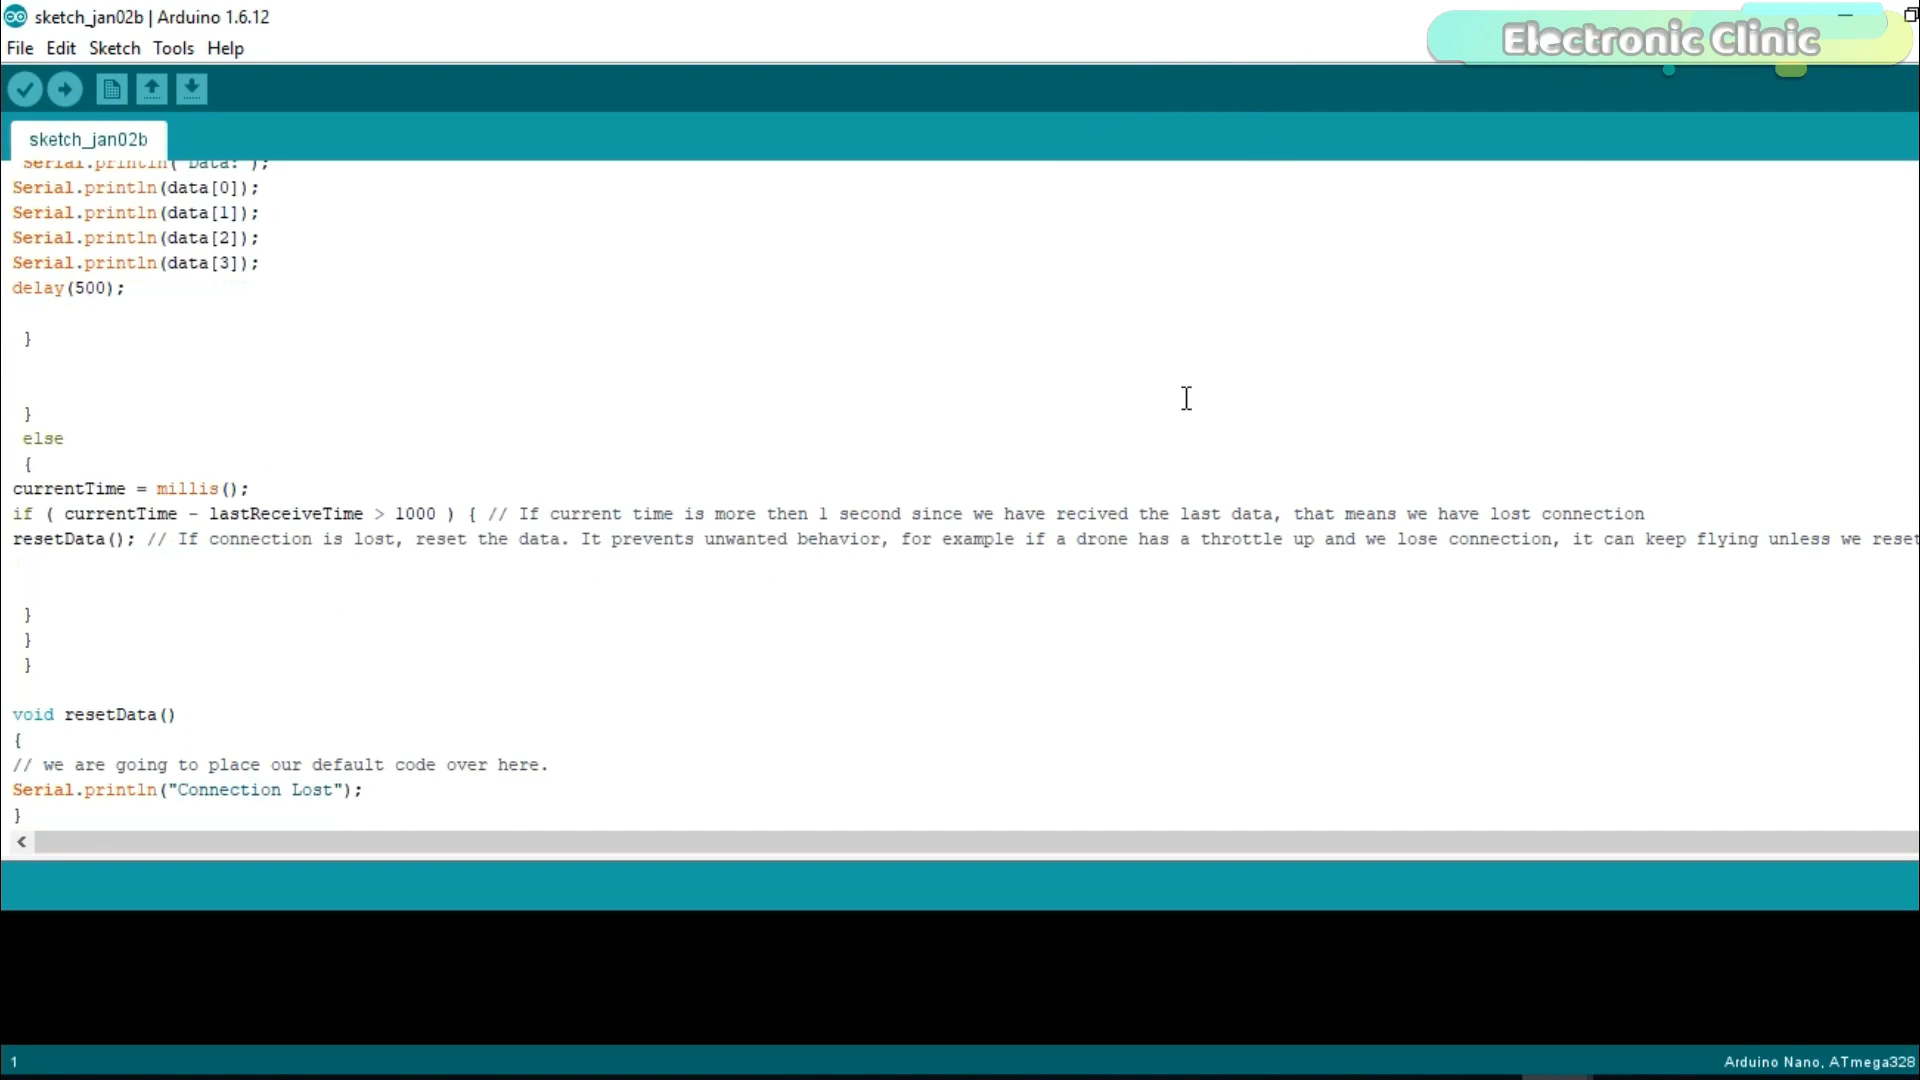 sketch_jan02b | Arduino 1.6.12
Electronic Clinic
File Edit Sketch Tools Help
sketch_jan02b
Serial.println("Data:");
Serial.println(data[0]);
Serial.println(data[1]);
Serial.println(data[2]);
Serial.println(data[3]);
delay(500);
}
}
else
{
currentTime = millis();
if ( currentTime - lastReceiveTime > 1000 ) { // If current time is more then 1 second since we have recived the last data, that means we have lost connection
resetData(); // If connection is lost, reset the data. It prevents unwanted behavior, for example if a drone has a throttle up and we lose connection, it can keep flying unless we reset
}
}
}
void resetData()
{
// we are going to place our default code over here.
Serial.println("Connection Lost");
}
1
Arduino Nano, ATmega328